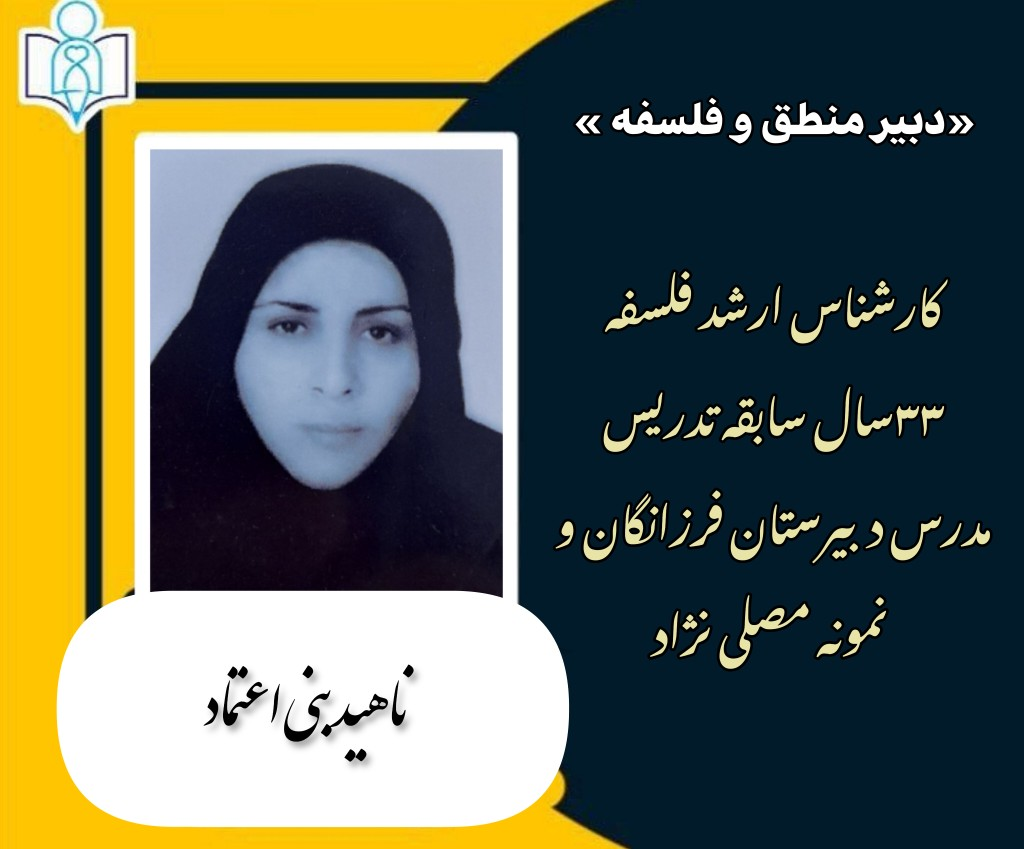 «دبیر منطق و فلسفه »
کارشناس ارشد فلسفه
۳۳سال سابقه تدریس
مدرس دبیرستان فرزانگان و
نمونه مصلی نژاد
ناهید بنی اعتماد